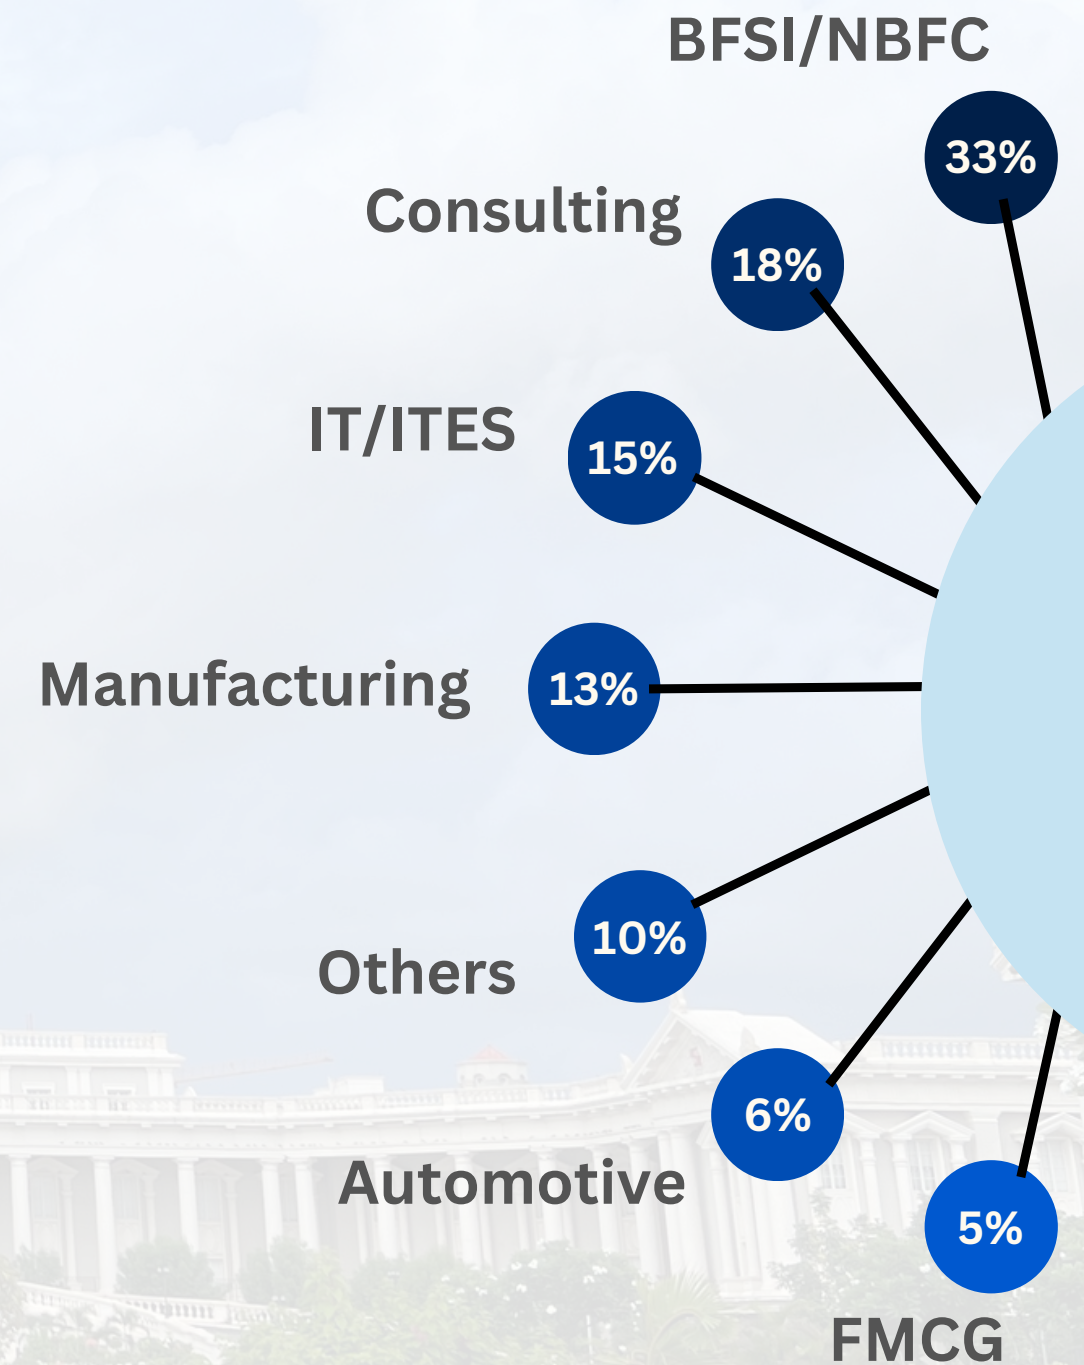 BFSI/NBFC
33%
Consulting
18%
IT/ITES
15%
Manufacturing
13%
Others
10%
Automotive
6%
FMCG
5%